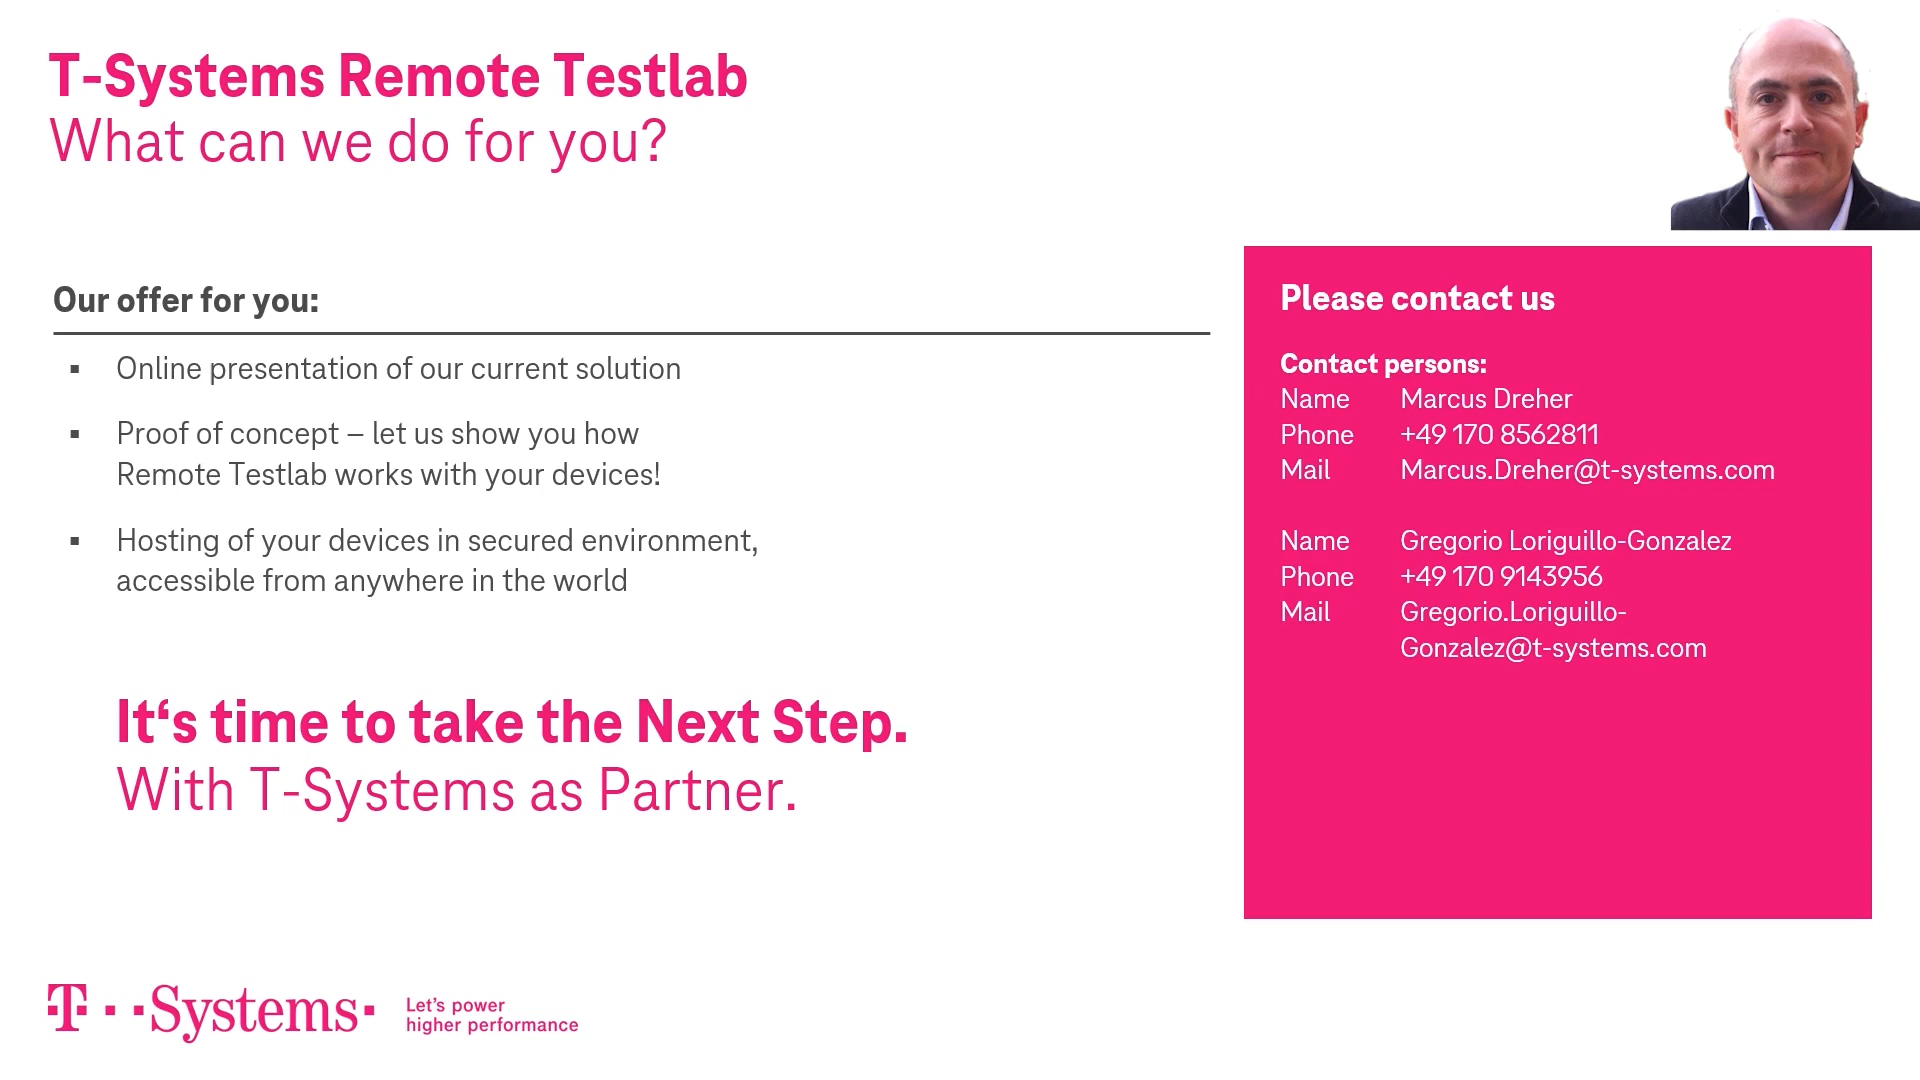 T-Systems Remote Testlab
What can we do for you?
Our offer for you:
▪ Online presentation of our current solution
▪ Proof of concept – let us show you how
Remote Testlab works with your devices!
▪ Hosting of your devices in secured environment,
accessible from anywhere in the world
It‘s time to take the Next Step.
With T-Systems as Partner.
Please contact us
Contact persons:
Name Marcus Dreher
Phone +49 170 8562811
Mail Marcus.Dreher@t-systems.com
Name Gregorio Loriguillo-Gonzalez
Phone +49 170 9143956
Mail Gregorio.Loriguillo-
Gonzalez@t-systems.com
T · · Systems ·
Let's power
higher performance